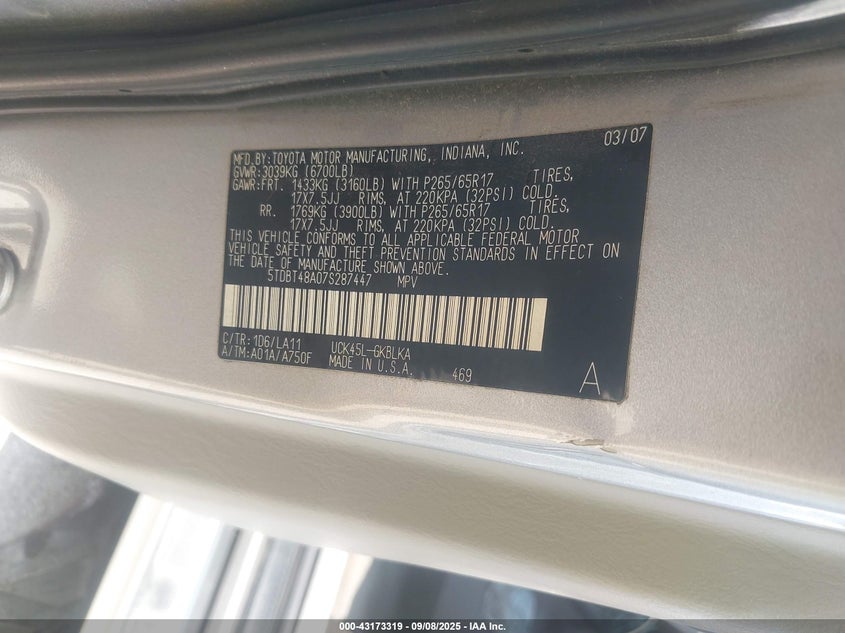 03/07
MFD.BY:TOYOTA MOTOR MANUFACTURING, INDIANA, INC.
GVWR:3039KG (6700LB)
GAWR:FRT. 1433KG (3160LB) WITH P265/65R17 TIRES,
17X7.5JJ RIMS, AT 220KPA (32PSI) COLD.
RR. 1769KG (3900LB) WITH P265/65R17 TIRES,
17X7.5JJ RIMS, AT 220KPA (32PSI) COLD,
THIS VEHICLE CONFORMS TO ALL APPLICABLE FEDERAL MOTOR
VEHICLE SAFETY AND THEFT PREVENTION STANDARDS IN EFFECT ON
THE DATE OF MANUFACTURE SHOWN ABOVE.
5TDBT48A07S287447 MPV
C/TR:1D6/LA11 UCK45L-GKBLKA
A/TM:A01A/A750F MADE IN U.S.A. 469
A
000-43173319 - 09/08/2025 - IAA Inc.